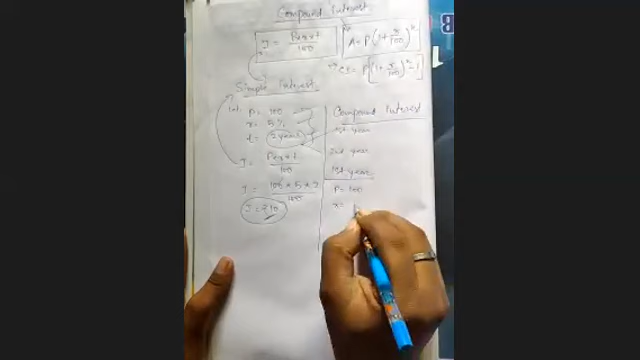 Compound Interest
I = P×r×t / 100
A = P(1 + r/100)^n
CI = P[(1 + r/100)^n - 1]
Simple Interest
P = 100
r = 5%
t = 2 years
I = P×r×t / 100
I = 100 × 5 × 2 / 100
I = 10
Compound Interest
1st year
2nd year
1st year
P = 100
r =